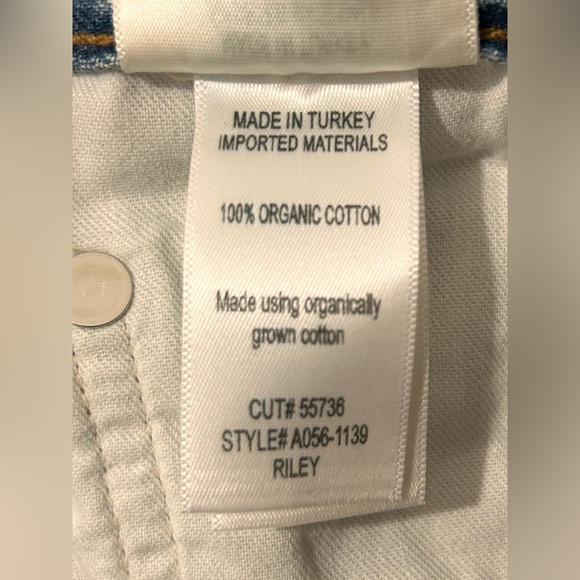 MADE IN TURKEY
IMPORTED MATERIALS
100% ORGANIC COTTON
Made using organically
grown cotton
CUT# 55736
STYLE# A056-1139
RILEY